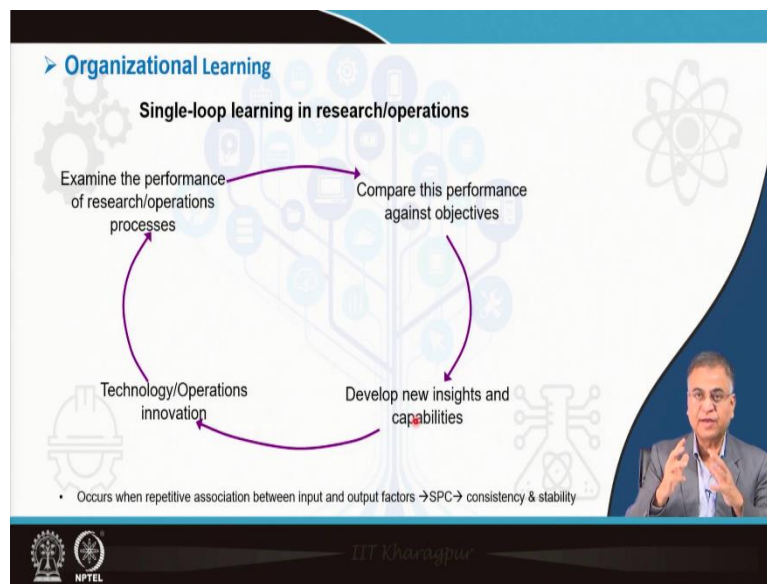 ➢ Organizational Learning
Single-loop learning in research/operations
Examine the performance
of research/operations
processes
Compare this performance
against objectives
Develop new insights and
capabilities
Technology/Operations
innovation
• Occurs when repetitive association between input and output factors →SPC→ consistency & stability
IIT Kharagpur
NPTEL